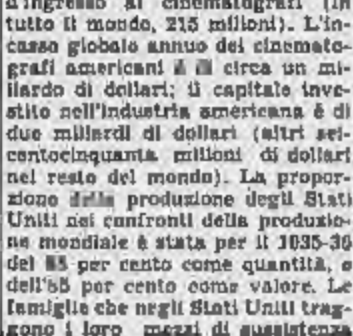 d'ingresso ai cinematografi (in
tutto il mondo, 215 milioni). L'in-
casso globale annuo dei cinemato-
grafi americani è di circa un mi-
liardo di dollari; il capitale inve-
stito nell'industria americana è di
due miliardi di dollari (altri sei-
centocinquanta milioni di dollari
nel resto del mondo). La propor-
zione della produzione degli Stati
Uniti nei confronti della produzio-
ne mondiale è stata per il 1935-36
del per cento come quantità, e
dell'85 per cento come valore. Le
famiglie che negli Stati Uniti trag-
gono i loro mezzi di sussistenza